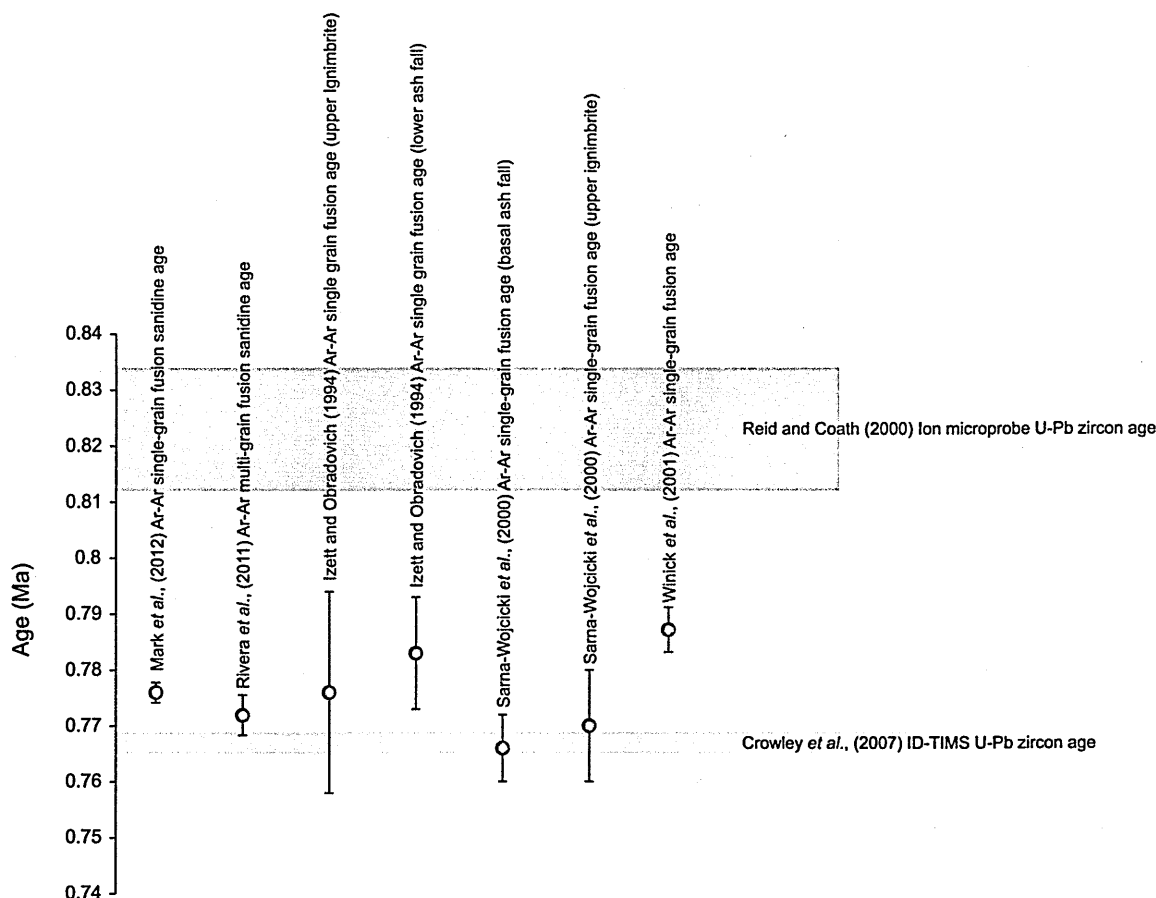 Mark et al., (2012) Ar-Ar single-grain fusion sanidine age
Rivera et al., (2011) Ar-Ar multi-grain fusion sanidine age
Izett and Obradovich (1994) Ar-Ar single grain fusion age (upper Ignimbrite)
Izett and Obradovich (1994) Ar-Ar single grain fusion age (lower ash fall)
Sarna-Wojcicki et al., (2000) Ar-Ar single-grain fusion age (basal ash fall)
Sarna-Wojcicki et al., (2000) Ar-Ar single-grain fusion age (upper ignimbrite)
Winick et al., (2001) Ar-Ar single-grain fusion age
Age (Ma)
0.84
0.83
0.82
0.81
0.8
0.79
0.78
0.77
0.76
0.75
0.74
Reid and Coath (2000) Ion microprobe U-Pb zircon age
Crowley et al., (2007) ID-TIMS U-Pb zircon age